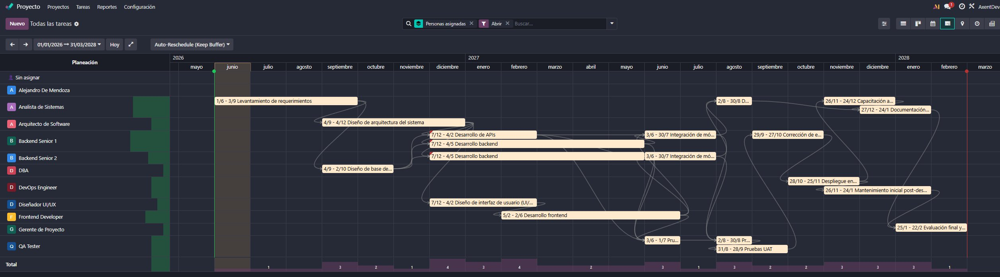 Proyecto Proyectos Tareas Reportes Configuración 1 AxentDev
Nuevo Todas las tareas Personas asignadas Abrir Buscar...
01/01/2026 → 31/03/2028 Hoy Auto-Reschedule (Keep Buffer)
Planeación
2026 2027 2028
mayo junio julio agosto septiembre octubre noviembre diciembre enero febrero marzo abril mayo junio julio agosto septiembre octubre noviembre diciembre enero febrero marzo
Sin asignar
A Alejandro De Mendoza
A Analista de Sistemas
1/6 - 3/9 Levantamiento de requerimientos
2/8 - 30/8 D...
26/11 - 24/12 Capacitación a...
27/12 - 24/1 Documentación...
A Arquitecto de Software
4/9 - 4/12 Diseño de arquitectura del sistema
B Backend Senior 1
7/12 - 4/2 Desarrollo de APIs
3/6 - 30/7 Integración de mó...
29/9 - 27/10 Corrección de e...
7/12 - 4/5 Desarrollo backend
B Backend Senior 2
7/12 - 4/5 Desarrollo backend
3/6 - 30/7 Integración de mó...
D DBA
4/9 - 2/10 Diseño de base de...
D DevOps Engineer
28/10 - 25/11 Despliegue en...
26/11 - 24/1 Mantenimiento inicial post-des...
D Diseñador UI/UX
7/12 - 4/2 Diseño de interfaz de usuario (UI/...
F Frontend Developer
5/2 - 2/6 Desarrollo frontend
G Gerente de Proyecto
25/1 - 22/2 Evaluación final y...
Q QA Tester
3/6 - 1/7 Pru...
2/8 - 30/8 Pr...
31/8 - 28/9 Pruebas UAT
Total
1 3 2 1 4 3 4 2 3 1 3 2 2 3 3 3 1